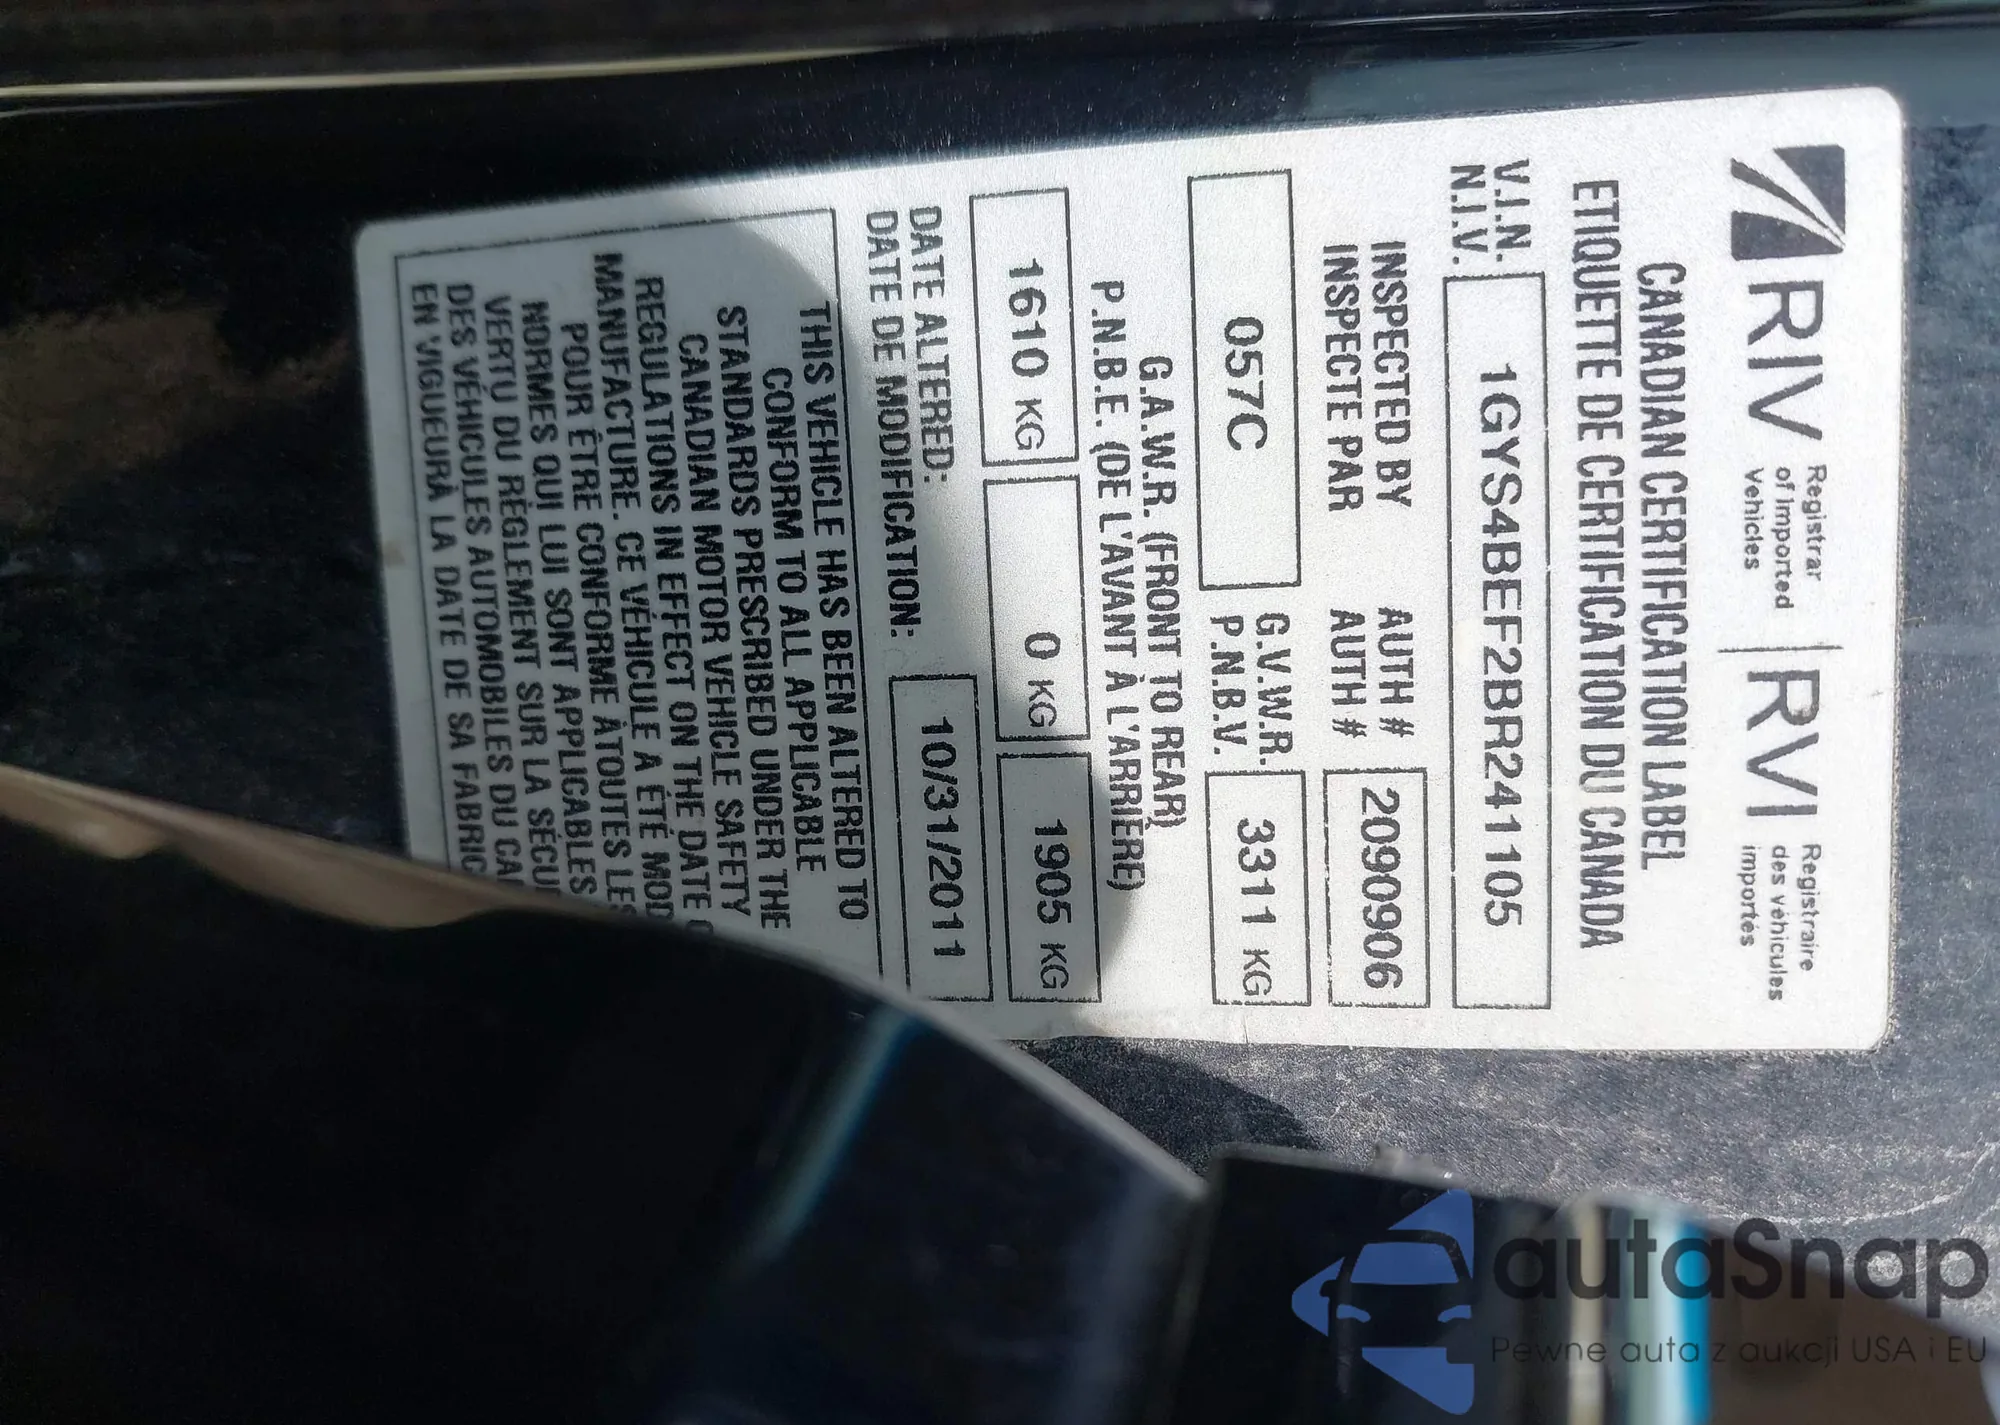 RIV Registrar of Imported Vehicles | RVI Registraire des véhicules importés
CANADIAN CERTIFICATION LABEL
ETIQUETTE DE CERTIFICATION DU CANADA
V.I.N. 1GYS4BEF2BR241105
N.I.V.
INSPECTED BY AUTH # 2090906
INSPECTE PAR AUTH #
057C G.V.W.R. 3311 KG
P.N.B.V.
G.A.W.R. (FRONT TO REAR)
P.N.B.E. (DE L'AVANT À L'ARRIÈRE)
1610 KG 0 KG 1905 KG
DATE ALTERED: 10/31/2011
DATE DE MODIFICATION:
THIS VEHICLE HAS BEEN ALTERED TO
CONFORM TO ALL APPLICABLE
STANDARDS PRESCRIBED UNDER THE
CANADIAN MOTOR VEHICLE SAFETY
REGULATIONS IN EFFECT ON THE DATE O
MANUFACTURE. CE VÉHICULE A ÉTÉ MOD
POUR ÊTRE CONFORME ÀTOUTES LES
NORMES QUI LUI SONT APPLICABLES
VERTU DU RÈGLEMENT SUR LA SÉCU
DES VÉHICULES AUTOMOBILES DU CA
EN VIGUEURÀ LA DATE DE SA FABRIC
autaSnap
Pewne auta z aukcji USA i EU